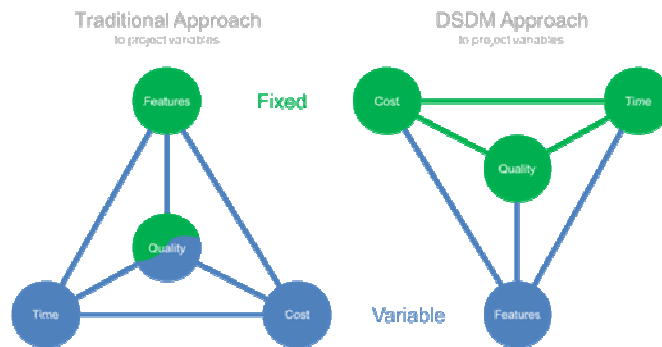 Traditional Approach
to project variables
DSDM Approach
to project variables
Features
Fixed
Cost
Time
Quality
Quality
Time
Cost
Variable
Features